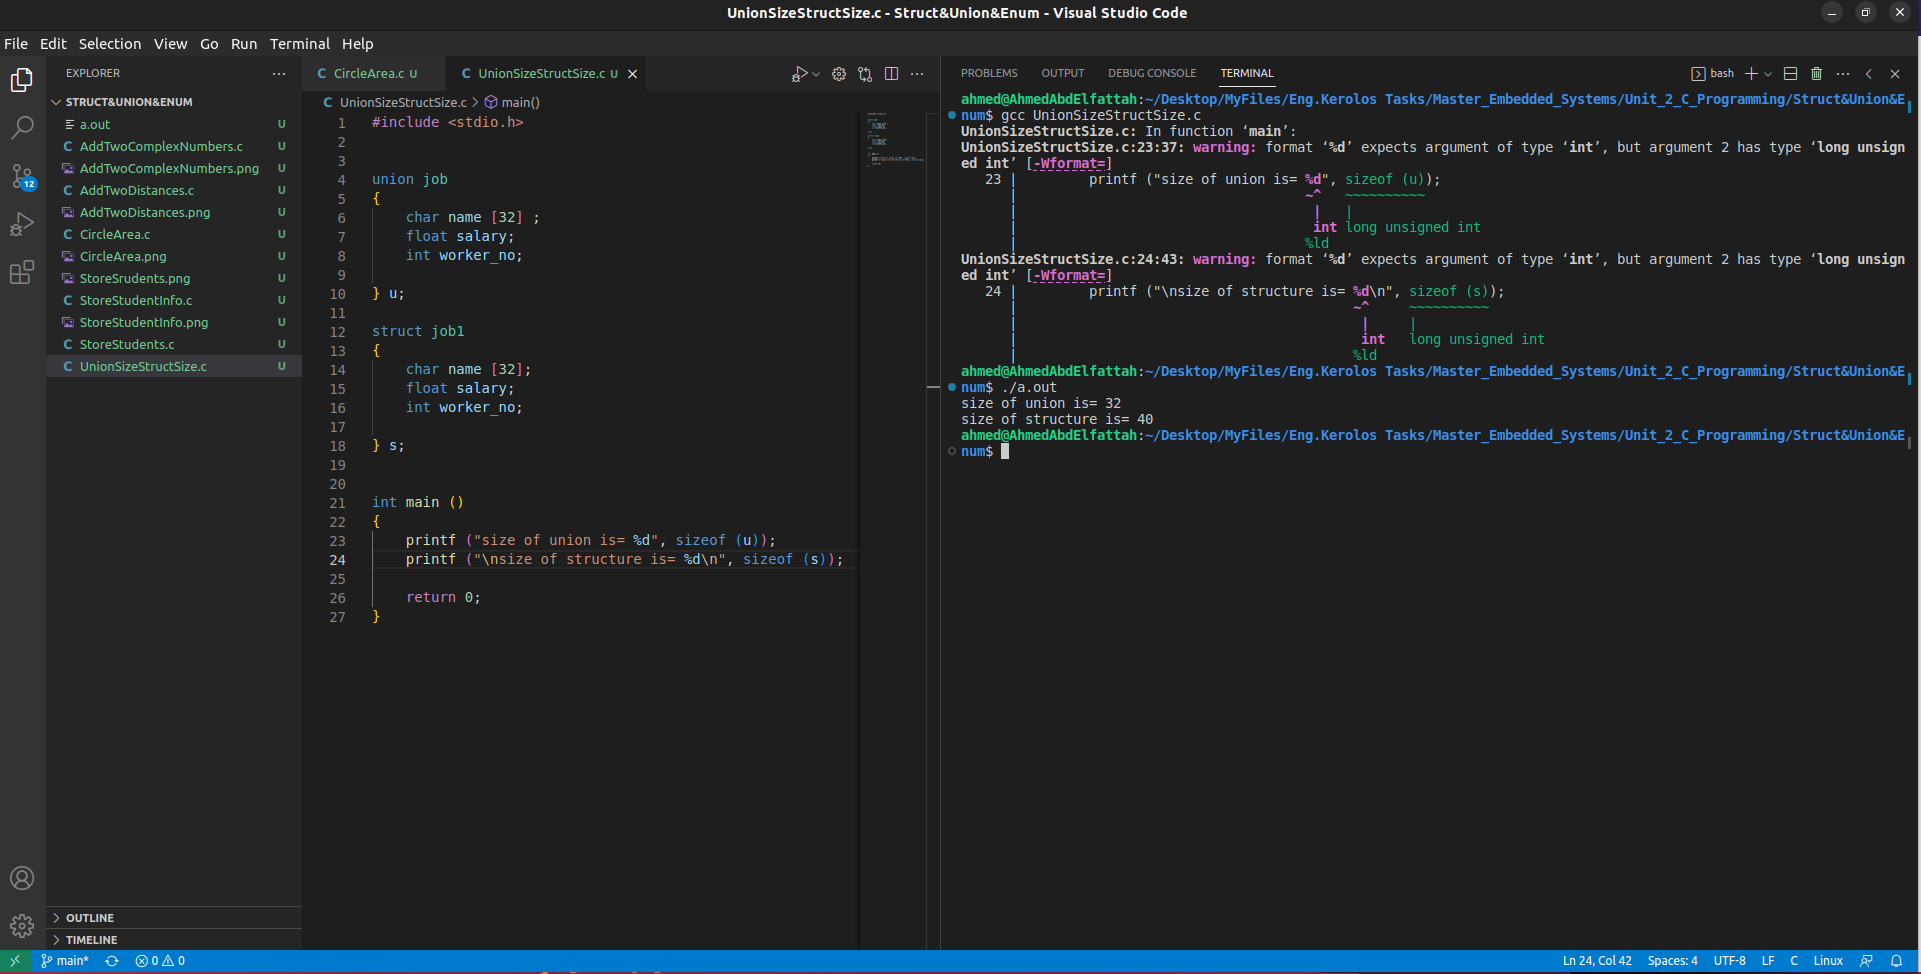 UnionSizeStructSize.c - Struct&Union&Enum - Visual Studio Code
File Edit Selection View Go Run Terminal Help
EXPLORER
STRUCT&UNION&ENUM
a.out U
AddTwoComplexNumbers.c U
AddTwoComplexNumbers.png U
AddTwoDistances.c U
AddTwoDistances.png U
CircleArea.c U
CircleArea.png U
StoreSrudents.png U
StoreStudentInfo.c U
StoreStudentInfo.png U
StoreStudents.c U
UnionSizeStructSize.c U
12
OUTLINE
TIMELINE
C CircleArea.c U
C UnionSizeStructSize.c U
C UnionSizeStructSize.c > main()
1 #include <stdio.h>
2
3
4 union job
5 {
6 char name [32] ;
7 float salary;
8 int worker_no;
9
10 } u;
11
12 struct job1
13 {
14 char name [32];
15 float salary;
16 int worker_no;
17
18 } s;
19
20
21 int main ()
22 {
23 printf ("size of union is= %d", sizeof (u));
24 printf ("\nsize of structure is= %d\n", sizeof (s));
25
26 return 0;
27 }
PROBLEMS OUTPUT DEBUG CONSOLE TERMINAL
bash
ahmed@AhmedAbdElfattah:~/Desktop/MyFiles/Eng.Kerolos Tasks/Master_Embedded_Systems/Unit_2_C_Programming/Struct&Union&E
num$ gcc UnionSizeStructSize.c
UnionSizeStructSize.c: In function ‘main’:
UnionSizeStructSize.c:23:37: warning: format ‘%d’ expects argument of type ‘int’, but argument 2 has type ‘long unsign
ed int’ [-Wformat=]
23 | printf ("size of union is= %d", sizeof (u));
| ~^ ~~~~~~~~~~
| | |
| int long unsigned int
| %ld
UnionSizeStructSize.c:24:43: warning: format ‘%d’ expects argument of type ‘int’, but argument 2 has type ‘long unsign
ed int’ [-Wformat=]
24 | printf ("\nsize of structure is= %d\n", sizeof (s));
| ~^ ~~~~~~~~~~
| | |
| int long unsigned int
| %ld
ahmed@AhmedAbdElfattah:~/Desktop/MyFiles/Eng.Kerolos Tasks/Master_Embedded_Systems/Unit_2_C_Programming/Struct&Union&E
num$ ./a.out
size of union is= 32
size of structure is= 40
ahmed@AhmedAbdElfattah:~/Desktop/MyFiles/Eng.Kerolos Tasks/Master_Embedded_Systems/Unit_2_C_Programming/Struct&Union&E
num$
main* 0 0
Ln 24, Col 42 Spaces: 4 UTF-8 LF C Linux